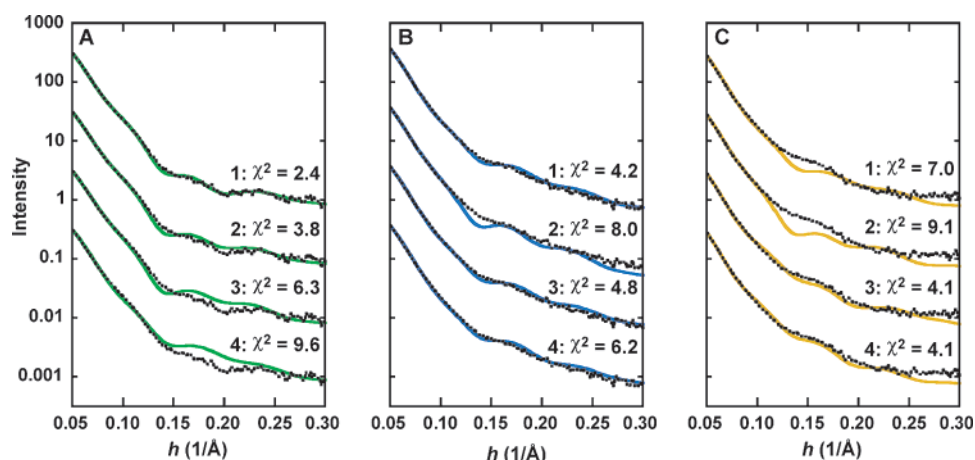 1000
100
10
1
0.1
0.01
0.001
Intensity
A
1: χ² = 2.4
2: χ² = 3.8
3: χ² = 6.3
4: χ² = 9.6
0.05 0.10 0.15 0.20 0.25 0.30
h (1/Å)
B
1: χ² = 4.2
2: χ² = 8.0
3: χ² = 4.8
4: χ² = 6.2
0.05 0.10 0.15 0.20 0.25 0.30
h (1/Å)
C
1: χ² = 7.0
2: χ² = 9.1
3: χ² = 4.1
4: χ² = 4.1
0.05 0.10 0.15 0.20 0.25 0.30
h (1/Å)